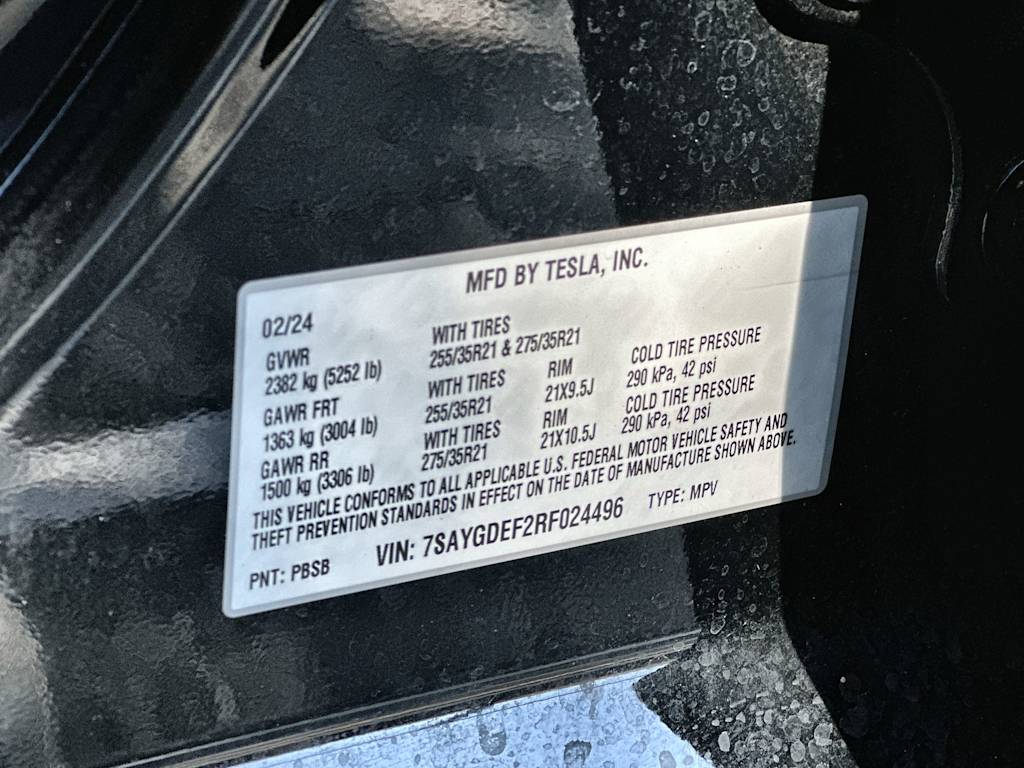 MFD BY TESLA, INC.
02/24
GVWR WITH TIRES
2382 kg (5252 lb) 255/35R21 & 275/35R21
GAWR FRT WITH TIRES RIM COLD TIRE PRESSURE
1363 kg (3004 lb) 255/35R21 21X9.5J 290 kPa, 42 psi
GAWR RR WITH TIRES RIM COLD TIRE PRESSURE
1500 kg (3306 lb) 275/35R21 21X10.5J 290 kPa, 42 psi
THIS VEHICLE CONFORMS TO ALL APPLICABLE U.S. FEDERAL MOTOR VEHICLE SAFETY AND
THEFT PREVENTION STANDARDS IN EFFECT ON THE DATE OF MANUFACTURE SHOWN ABOVE.
PNT: PBSB VIN: 7SAYGDEF2RF024496 TYPE: MPV